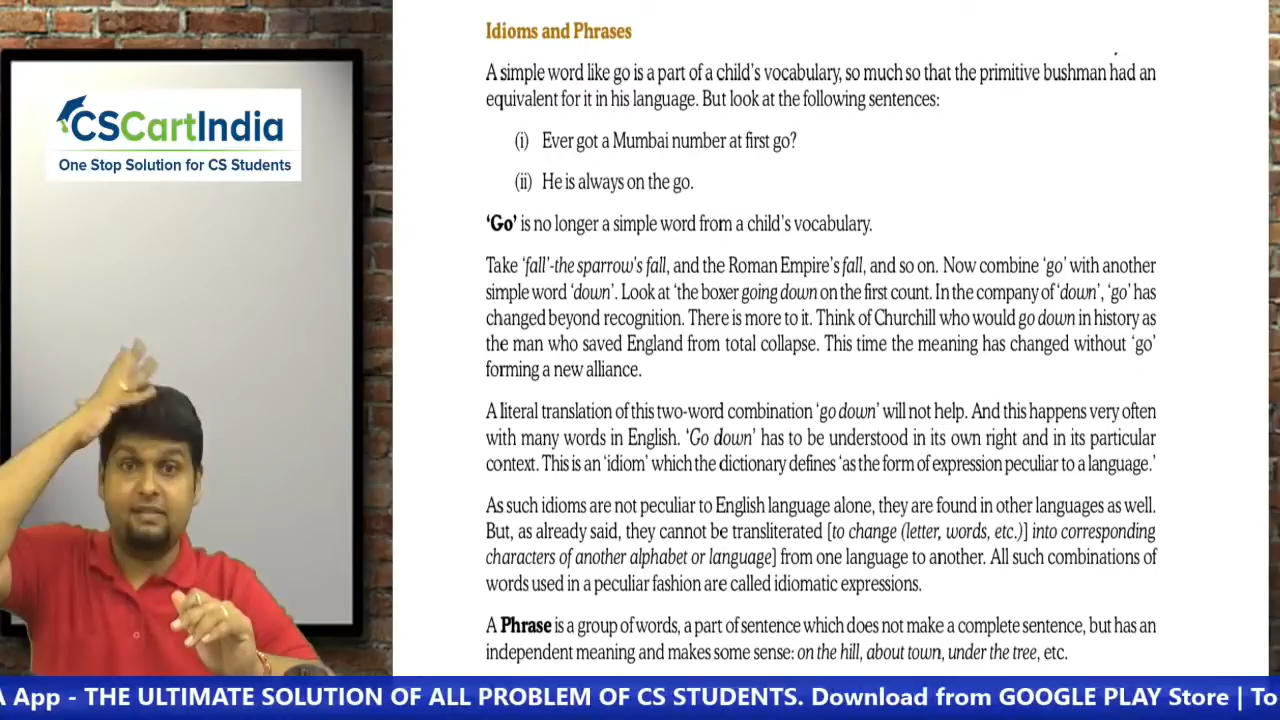 CSCartIndia
One Stop Solution for CS Students
Idioms and Phrases
A simple word like go is a part of a child's vocabulary, so much so that the primitive bushman had an
equivalent for it in his language. But look at the following sentences:
(i) Ever got a Mumbai number at first go?
(ii) He is always on the go.
'Go' is no longer a simple word from a child's vocabulary.
Take 'fall'-the sparrow's fall, and the Roman Empire's fall, and so on. Now combine 'go' with another
simple word 'down'. Look at 'the boxer going down on the first count. In the company of 'down', 'go' has
changed beyond recognition. There is more to it. Think of Churchill who would go down in history as
the man who saved England from total collapse. This time the meaning has changed without 'go'
forming a new alliance.
A literal translation of this two-word combination 'go down' will not help. And this happens very often
with many words in English. 'Go down' has to be understood in its own right and in its particular
context. This is an 'idiom' which the dictionary defines 'as the form of expression peculiar to a language.'
As such idioms are not peculiar to English language alone, they are found in other languages as well.
But, as already said, they cannot be transliterated [to change (letter, words, etc.)] into corresponding
characters of another alphabet or language] from one language to another. All such combinations of
words used in a peculiar fashion are called idiomatic expressions.
A Phrase is a group of words, a part of sentence which does not make a complete sentence, but has an
independent meaning and makes some sense: on the hill, about town, under the tree, etc.
A App - THE ULTIMATE SOLUTION OF ALL PROBLEM OF CS STUDENTS. Download from GOOGLE PLAY Store | To